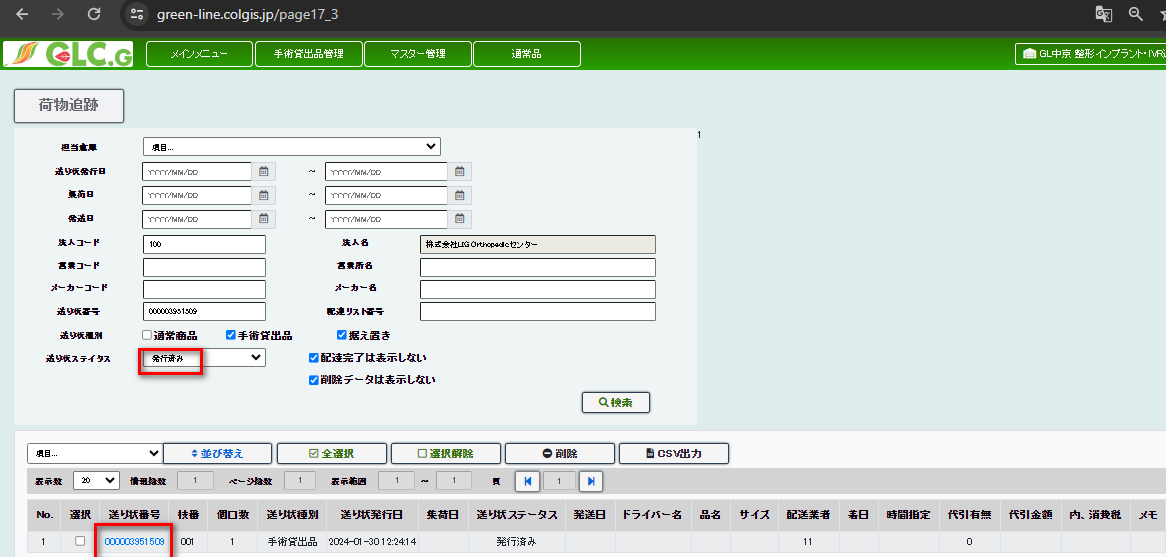 green-line.colgis.jp/page17_3
GLC.G メインメニュー 手術貸出品管理 マスター管理 通常品 GL中京 整形インプラント・IVR
荷物追跡
1
担当倉庫 項目...
送り状発行日 YYYY/MM/DD ~ YYYY/MM/DD
集荷日 YYYY/MM/DD ~ YYYY/MM/DD
発送日 YYYY/MM/DD ~ YYYY/MM/DD
法人コード 100 法人名 株式会社LIG Orthopedicセンター
営業コード 営業所名
メーカーコード メーカー名
送り状番号 000003951509 配達リスト番号
送り状種別 通常商品 手術貸出品 据え置き
送り状ステイタス 発行済み 配達完了は表示しない
削除データは表示しない
検索
項目... 並び替え 全選択 選択解除 削除 CSV出力
表示数 20 情報総数 1 ページ総数 1 表示範囲 1 ~ 1 頁 1
No. 選択 送り状番号 枝番 個口数 送り状種別 送り状発行日 集荷日 送り状ステータス 発送日 ドライバー名 品名 サイズ 配送業者 着日 時間指定 代引有無 代引金額 内、消費税 メモ
1 000003951509 001 1 手術貸出品 2024-01-30 12:24:14 発行済み 11 0